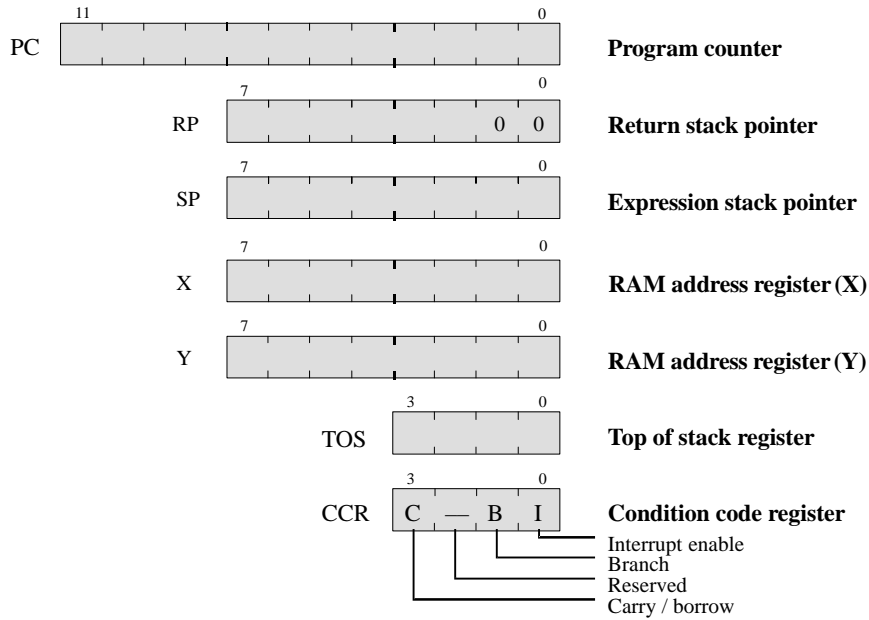 11 0
PC Program counter
7 0
RP 0 0 Return stack pointer
7 0
SP Expression stack pointer
7 0
X RAM address register (X)
7 0
Y RAM address register (Y)
3 0
TOS Top of stack register
3 0
CCR C — B I Condition code register
Interrupt enable
Branch
Reserved
Carry / borrow